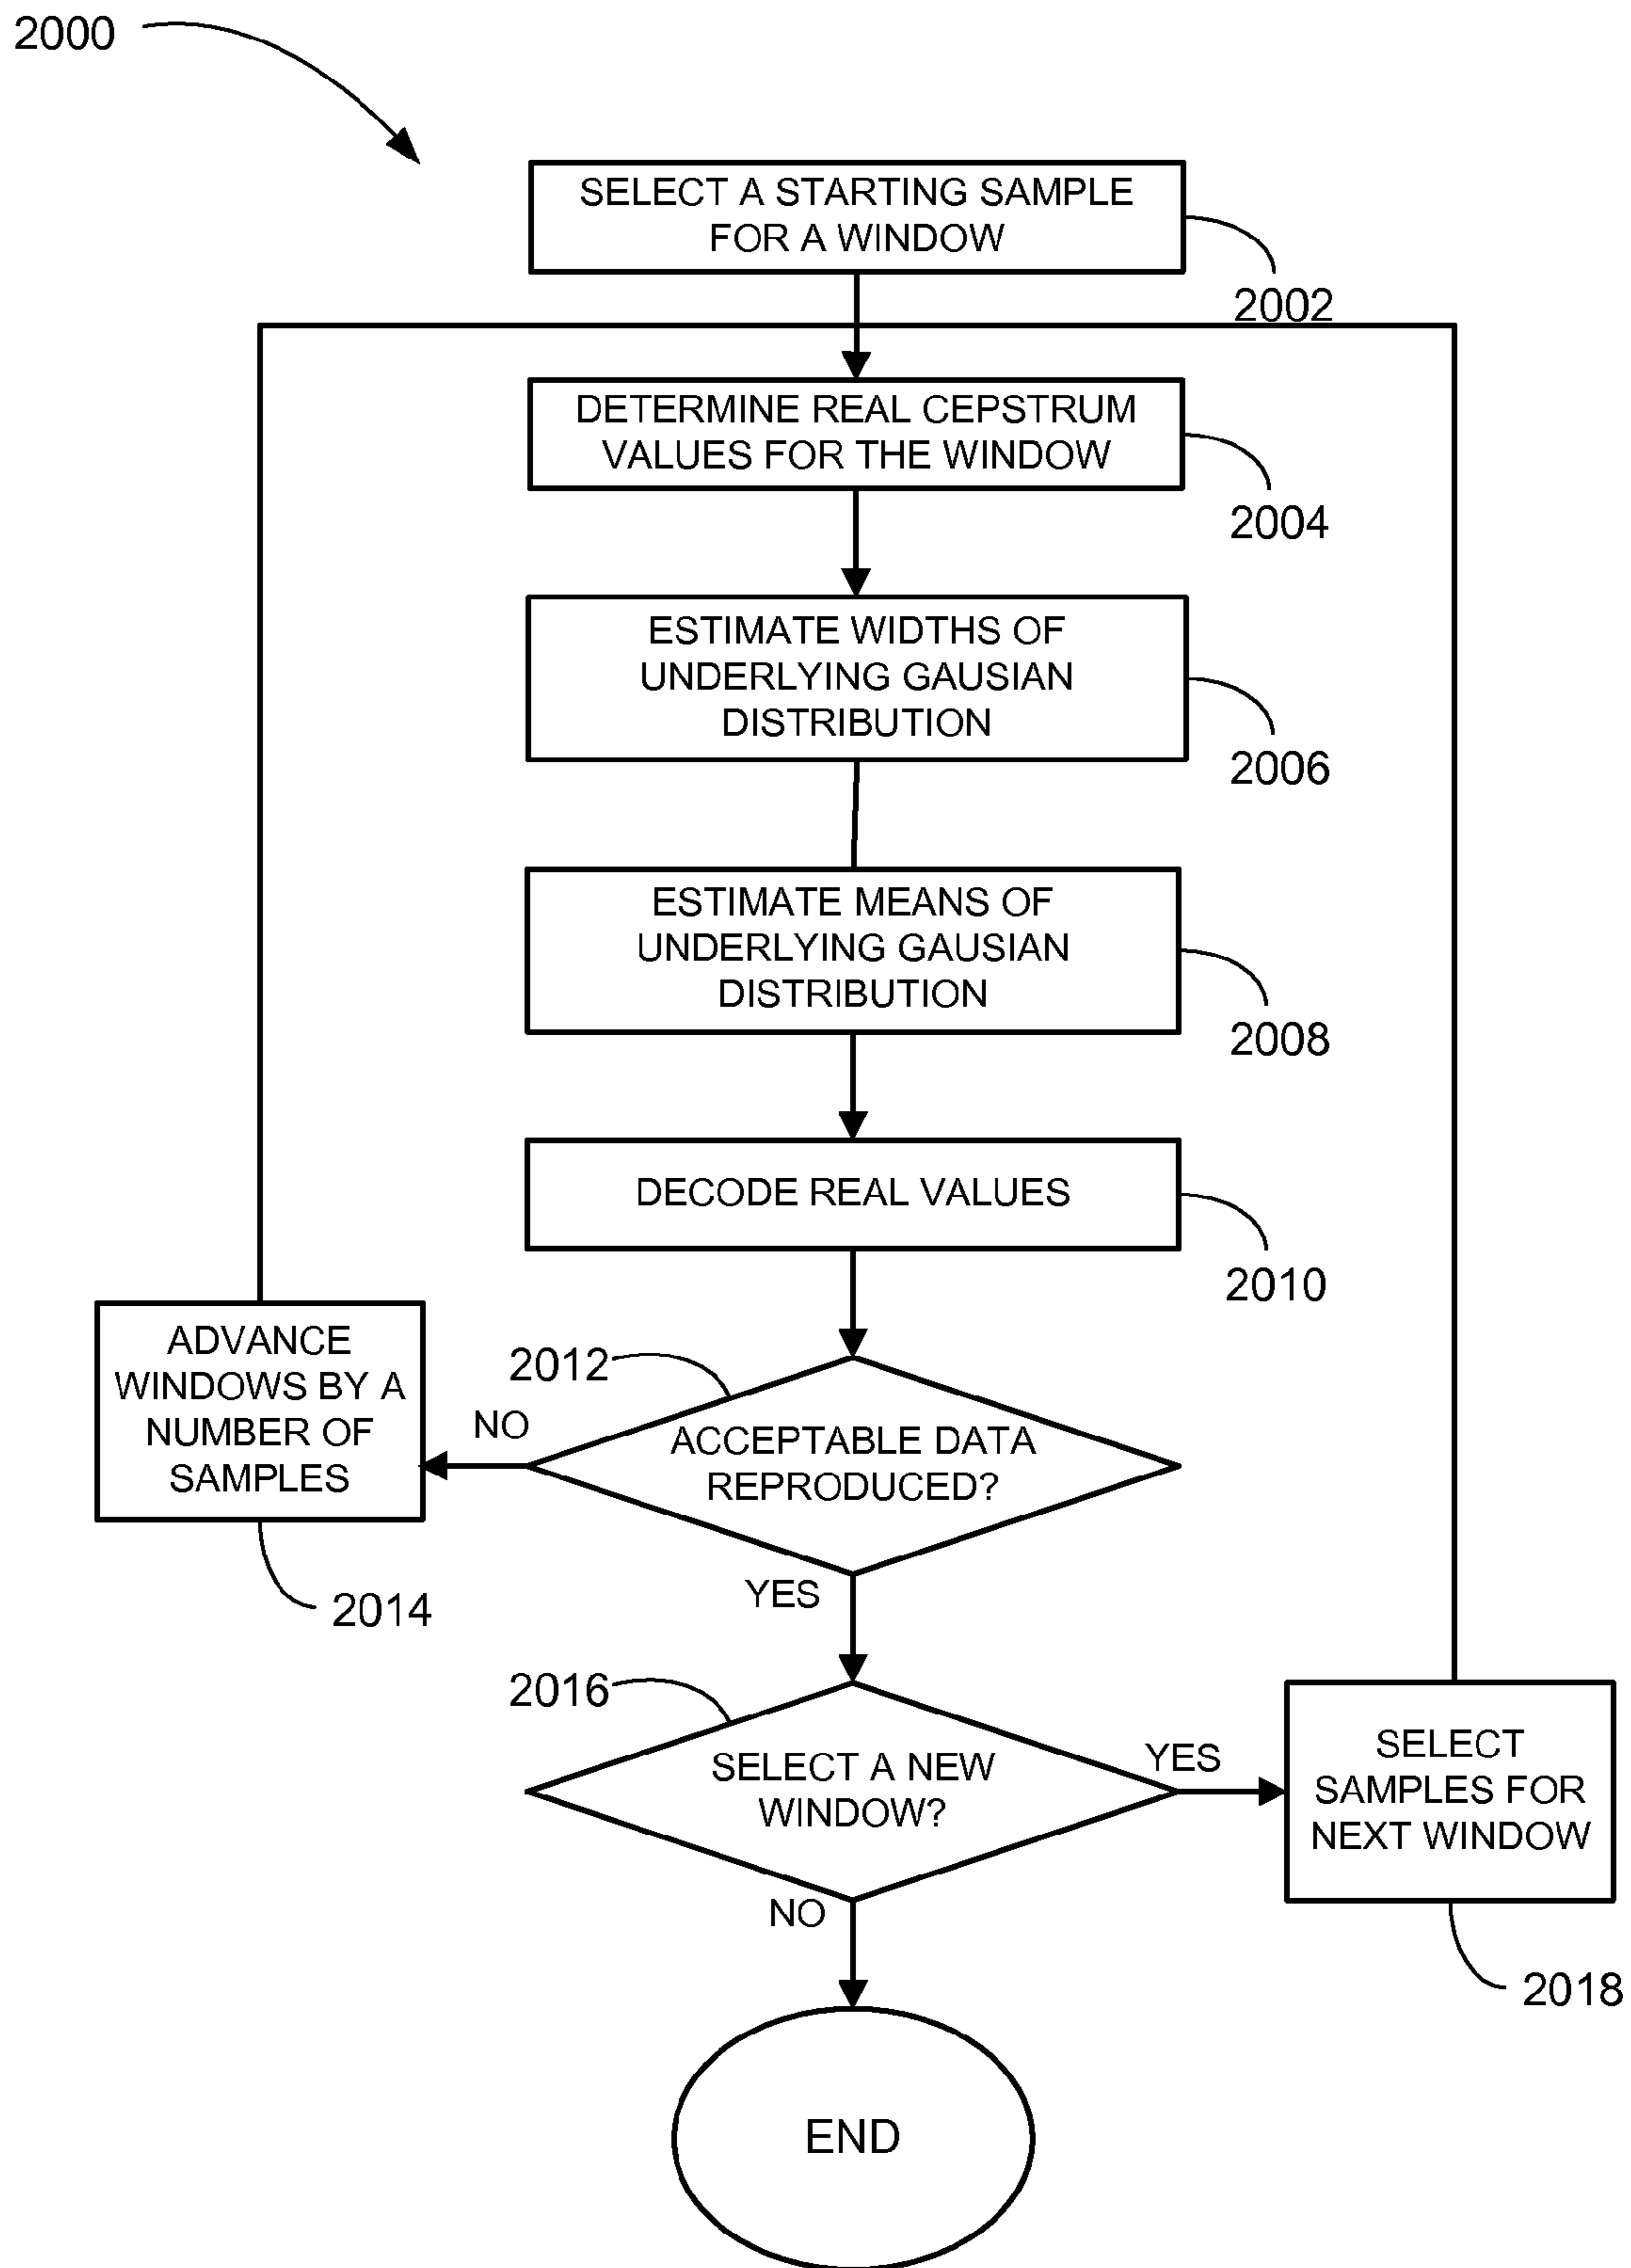 2000
SELECT A STARTING SAMPLE
FOR A WINDOW
2002
DETERMINE REAL CEPSTRUM
VALUES FOR THE WINDOW
2004
ESTIMATE WIDTHS OF
UNDERLYING GAUSIAN
DISTRIBUTION
2006
ESTIMATE MEANS OF
UNDERLYING GAUSIAN
DISTRIBUTION
2008
DECODE REAL VALUES
2010
2012
ACCEPTABLE DATA
REPRODUCED?
NO
ADVANCE
WINDOWS BY A
NUMBER OF
SAMPLES
2014
YES
2016
SELECT A NEW
WINDOW?
YES
SELECT
SAMPLES FOR
NEXT WINDOW
2018
NO
END